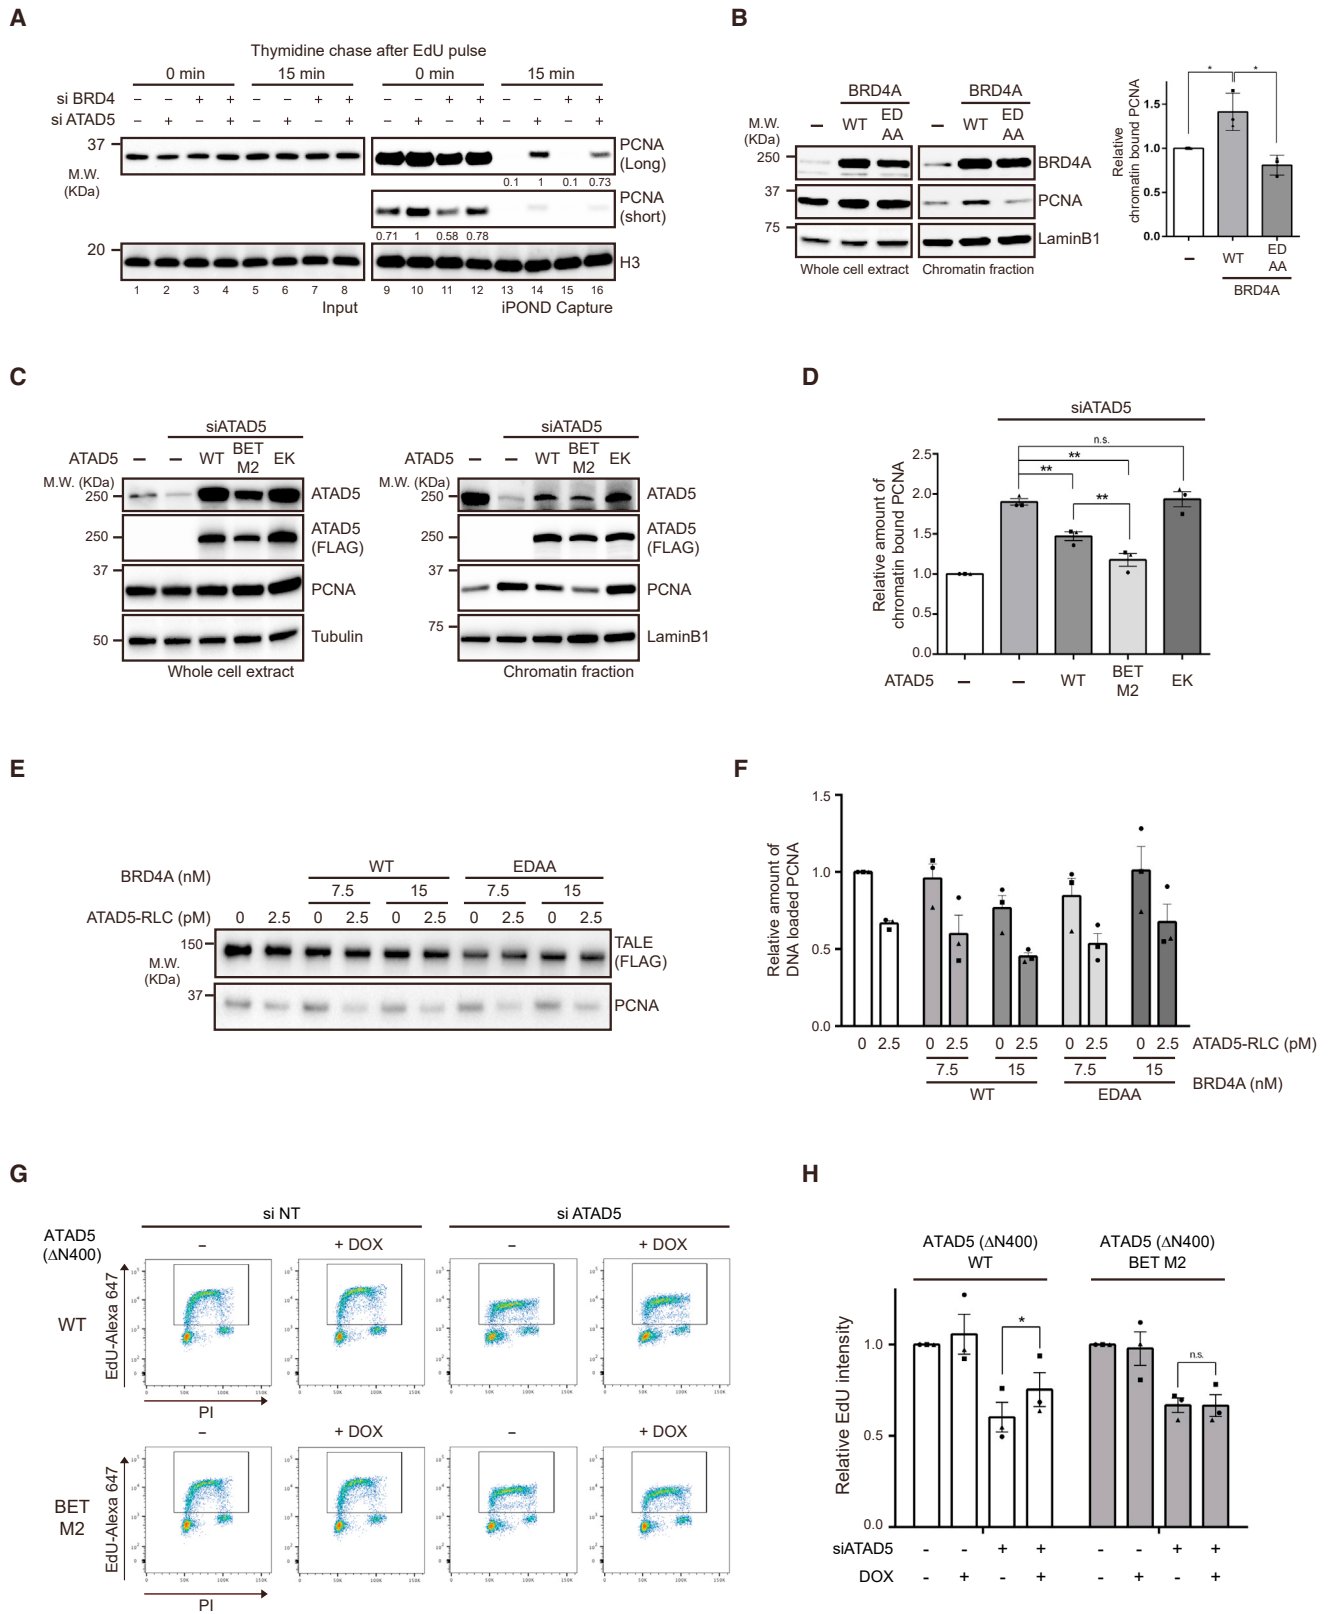 A
Thymidine chase after EdU pulse
0 min 15 min 0 min 15 min
si BRD4 – – + + – – + + – – + + – – + +
si ATAD5 – + – + – + – + – + – + – + – +
37
M.W.
(KDa)
PCNA
(Long)
0.1 1 0.1 0.73
PCNA
(short)
0.71 1 0.58 0.78
20
H3
1 2 3 4 5 6 7 8 9 10 11 12 13 14 15 16
Input iPOND Capture
B
BRD4A BRD4A
M.W.
(KDa)
– WT ED
AA
– WT ED
AA
250
BRD4A
37
PCNA
75
LaminB1
Whole cell extract Chromatin fraction
Relative
chromatin bound PCNA
* *
1.5
1.0
0.5
0.0
– WT ED
AA
BRD4A
C
siATAD5
ATAD5 – – WT BET
M2 EK
M.W. (KDa)
250
ATAD5
250
ATAD5
(FLAG)
37
PCNA
50
Tubulin
Whole cell extract
siATAD5
ATAD5 – – WT BET
M2 EK
M.W. (KDa)
250
ATAD5
250
ATAD5
(FLAG)
37
PCNA
75
LaminB1
Chromatin fraction
D
siATAD5
n.s.
**
**
**
Relative amount of
chromatin bound PCNA
2.5
2.0
1.5
1.0
0.5
0.0
ATAD5 – – WT BET
M2 EK
E
WT EDAA
BRD4A (nM)
7.5 15 7.5 15
ATAD5-RLC (pM) 0 2.5 0 2.5 0 2.5 0 2.5 0 2.5
150
M.W.
(KDa)
TALE
(FLAG)
37
PCNA
F
Relative amount of
DNA loaded PCNA
1.5
1.0
0.5
0.0
0 2.5 0 2.5 0 2.5 0 2.5 0 2.5 ATAD5-RLC (pM)
7.5 15 7.5 15
BRD4A (nM)
WT EDAA
G
si NT si ATAD5
ATAD5
(ΔN400)
– + DOX – + DOX
WT
EdU-Alexa 647
PI
– + DOX – + DOX
BET
M2
EdU-Alexa 647
PI
H
ATAD5 (ΔN400)
WT
ATAD5 (ΔN400)
BET M2
Relative EdU intensity
1.0
0.5
0.0
*
n.s.
siATAD5 - - + + - - + +
DOX - + - + - + - +